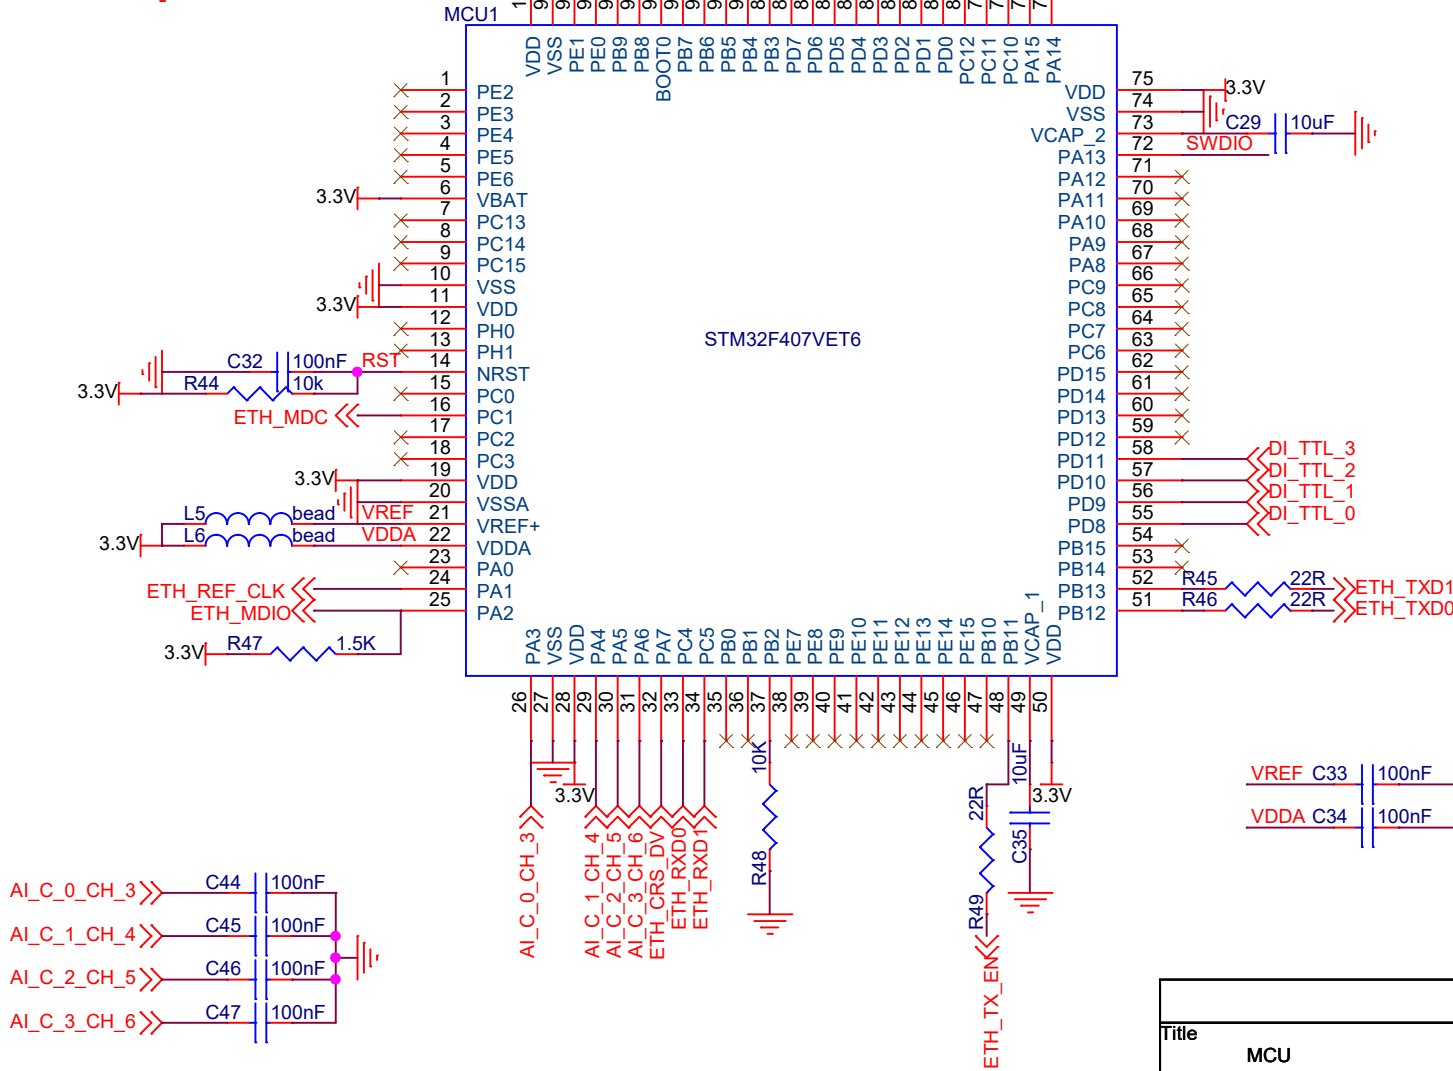 MCU1
VDD
VSS
PE1
PE0
PB9
PB8
BOOT0
PB7
PB6
PB5
PB4
PB3
PD7
PD6
PD5
PD4
PD3
PD2
PD1
PD0
PC12
PC11
PC10
PA15
PA14
1 PE2
2 PE3
3 PE4
4 PE5
5 PE6
3.3V 6 VBAT
7 PC13
8 PC14
9 PC15
10 VSS
3.3V 11 VDD
12 PH0
13 PH1
C32 100nF RST 14 NRST
3.3V R44 10k
15 PC0
ETH_MDC 16 PC1
17 PC2
18 PC3
3.3V 19 VDD
20 VSSA
L5 bead VREF 21 VREF+
3.3V L6 bead VDDA 22 VDDA
23 PA0
ETH_REF_CLK 24 PA1
ETH_MDIO 25 PA2
3.3V R47 1.5K
STM32F407VET6
VDD 75 3.3V
VSS 74
VCAP_2 73 C29 10uF
PA13 72 SWDIO
PA12 71
PA11 70
PA10 69
PA9 68
PA8 67
PC9 66
PC8 65
PC7 64
PC6 63
PD15 62
PD14 61
PD13 60
PD12 59
PD11 58 DI_TTL_3
PD10 57 DI_TTL_2
PD9 56 DI_TTL_1
PD8 55 DI_TTL_0
PB15 54
PB14 53
PB13 52 R45 22R ETH_TXD1
PB12 51 R46 22R ETH_TXD0
PA3 26 AI_C_0_CH_3
VSS 27
VDD 28 3.3V
PA4 29 AI_C_1_CH_4
PA5 30 AI_C_2_CH_5
PA6 31 AI_C_3_CH_6
PA7 32 ETH_CRS_DV
PC4 33 ETH_RXD0
PC5 34 ETH_RXD1
PB0 35
PB1 36
PB2 37 10K R48
PE7 38
PE8 39
PE9 40
PE10 41
PE11 42
PE12 43
PE13 44
PE14 45
PE15 46
PB10 47
PB11 48 22R R49 ETH_TX_EN
VCAP_1 49 10uF C35
VDD 50 3.3V
VREF C33 100nF
VDDA C34 100nF
AI_C_0_CH_3 C44 100nF
AI_C_1_CH_4 C45 100nF
AI_C_2_CH_5 C46 100nF
AI_C_3_CH_6 C47 100nF
Title
MCU